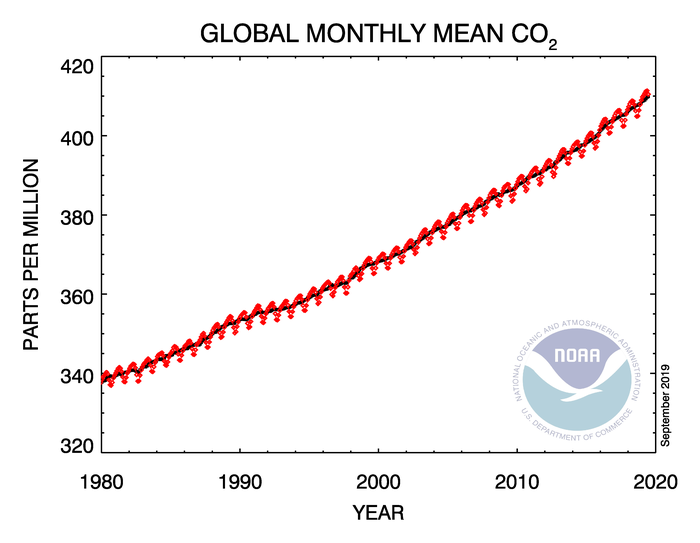 GLOBAL MONTHLY MEAN CO₂
420
400
380
360
340
320
PARTS PER MILLION
1980 1990 2000 2010 2020
YEAR
NATIONAL OCEANIC AND ATMOSPHERIC ADMINISTRATION
NOAA
U.S. DEPARTMENT OF COMMERCE
September 2019